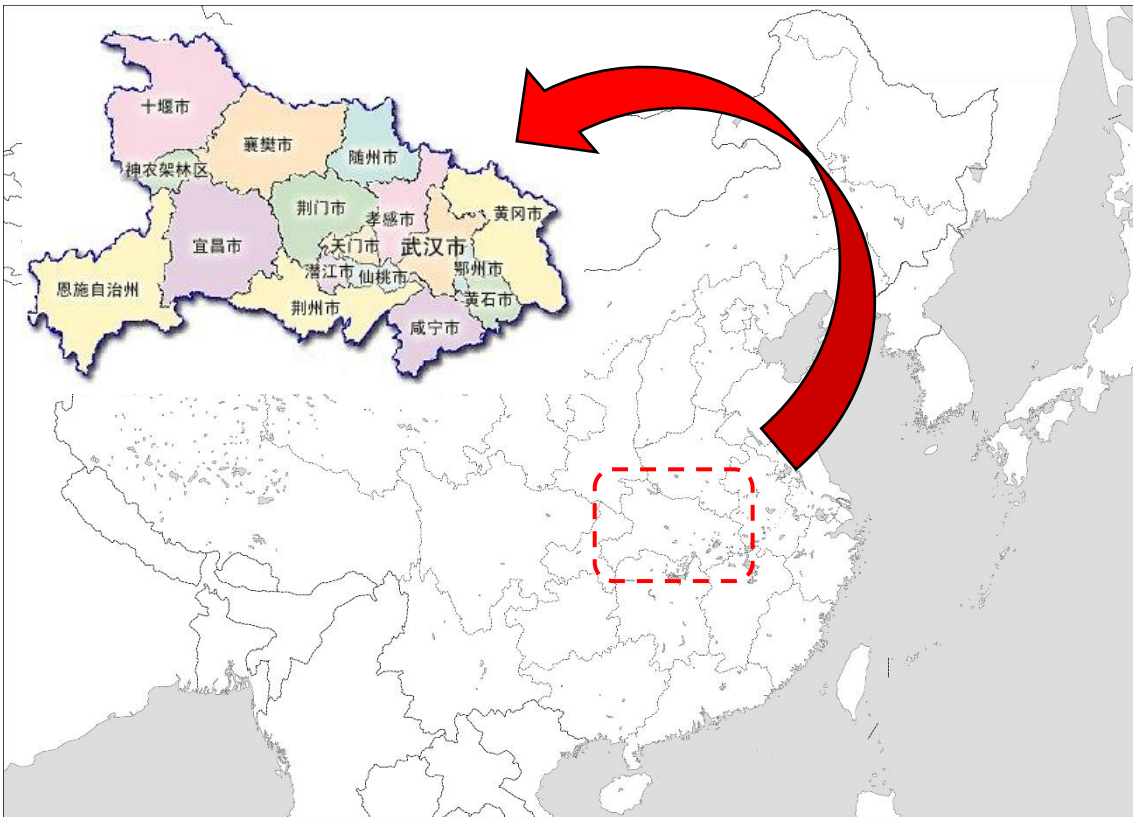 十堰市
襄樊市
随州市
神农架林区
荆门市
孝感市
黄冈市
宜昌市
天门市
武汉市
潜江市
仙桃市
鄂州市
恩施自治州
荆州市
黄石市
咸宁市